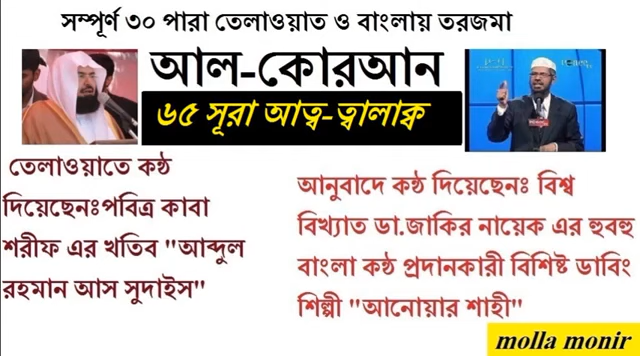 সম্পূর্ণ ৩০ পারা তেলাওয়াত ও বাংলায় তরজমা
আল-কোরআন
৬৫ সূরা আত্ব-ত্বালাক্ব
তেলাওয়াতে কন্ঠ
দিয়েছেনঃপবিত্র কাবা
শরীফ এর খতিব "আব্দুল
রহমান আস সুদাইস"
আনুবাদে কন্ঠ দিয়েছেনঃ বিশ্ব
বিখ্যাত ডা.জাকির নায়েক এর হুবহু
বাংলা কন্ঠ প্রদানকারী বিশিষ্ট ডাবিং
শিল্পী "আনোয়ার শাহী"
molla monir